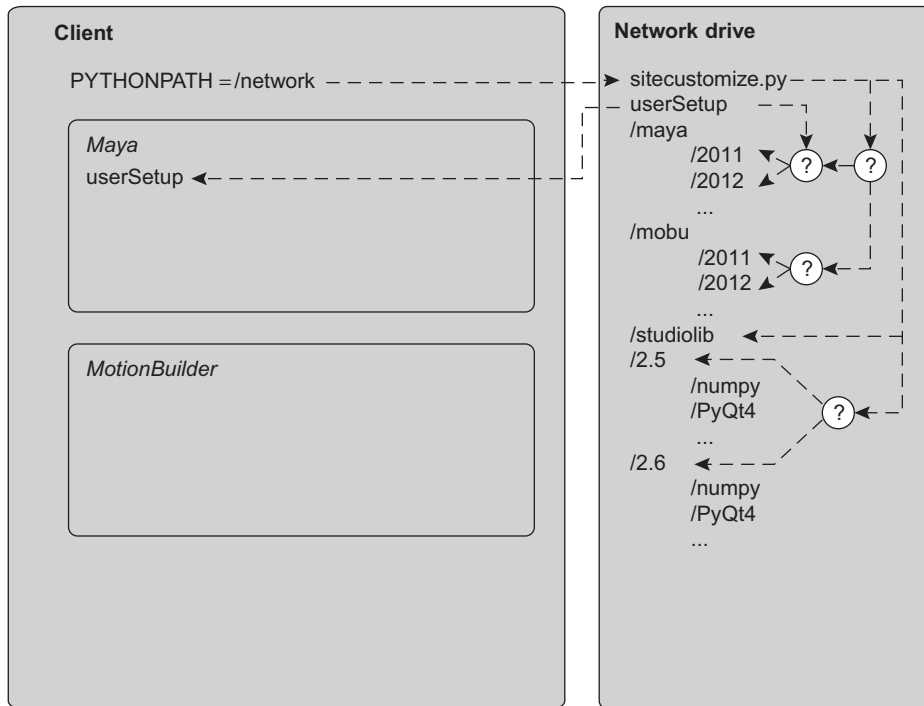 Client
PYTHONPATH =/network
Maya
userSetup
MotionBuilder
Network drive
sitecustomize.py
userSetup
/maya
/2011
/2012
...
?
?
/mobu
/2011
/2012
...
?
/studiolib
/2.5
/numpy
/PyQt4
...
?
/2.6
/numpy
/PyQt4
...